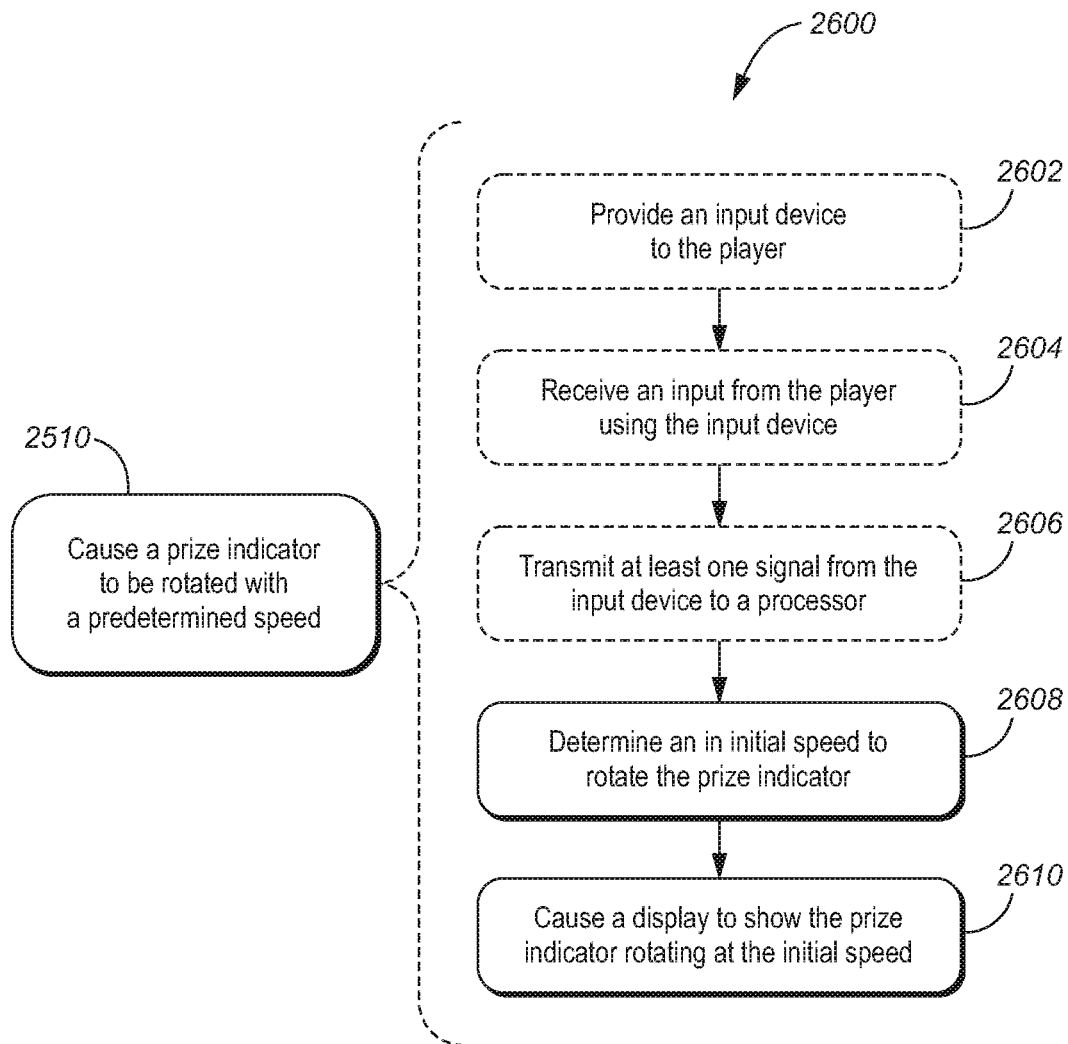 2600
2602
Provide an input device
to the player
2604
Receive an input from the player
using the input device
2510
Cause a prize indicator
to be rotated with
a predetermined speed
2606
Transmit at least one signal from the
input device to a processor
2608
Determine an in initial speed to
rotate the prize indicator
2610
Cause a display to show the prize
indicator rotating at the initial speed